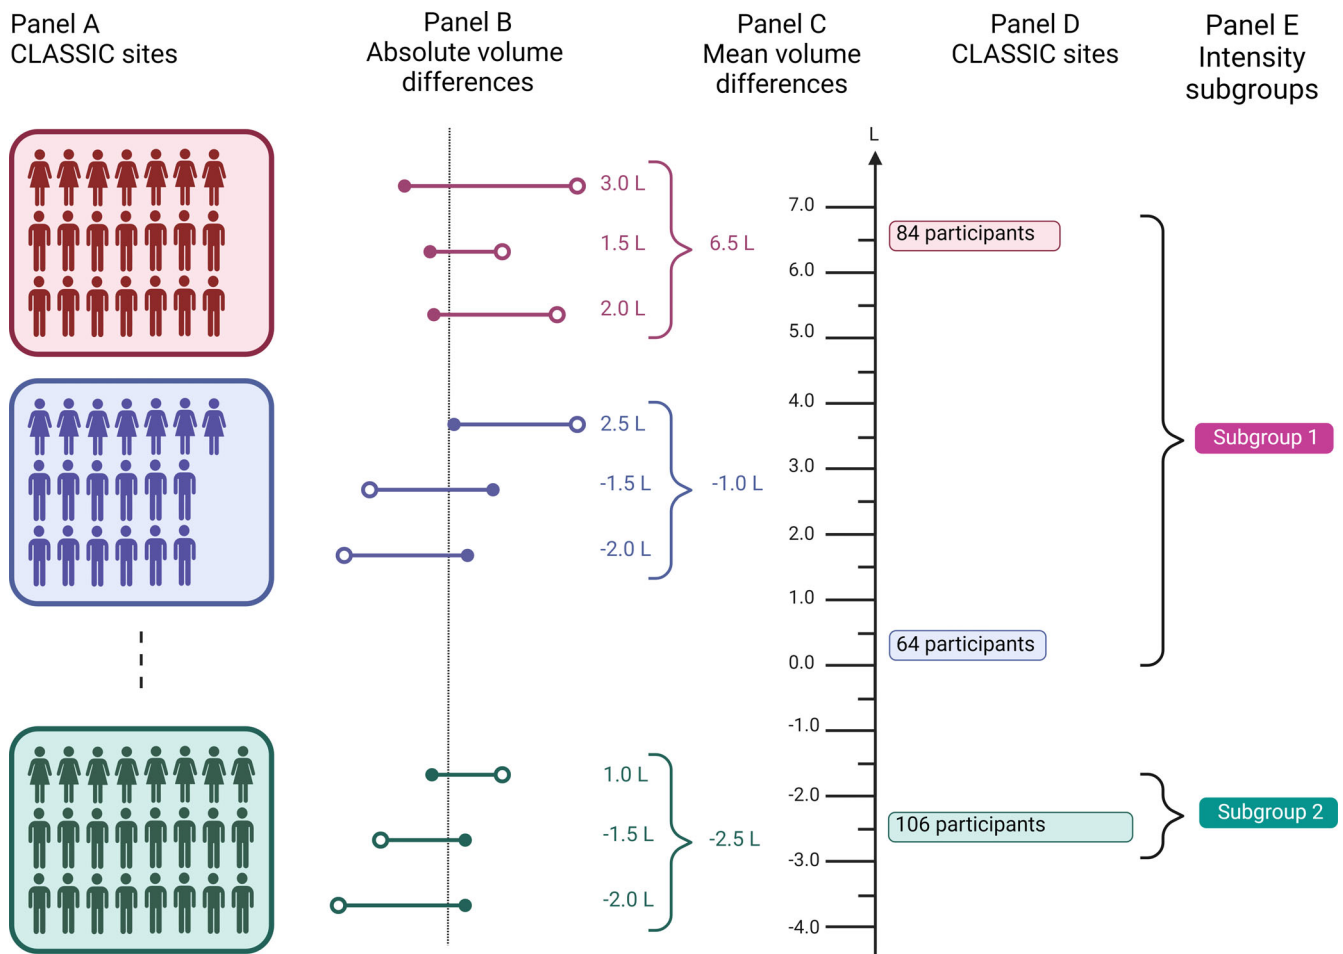 Panel A
CLASSIC sites
Panel B
Absolute volume
differences
Panel C
Mean volume
differences
Panel D
CLASSIC sites
Panel E
Intensity
subgroups
3.0 L
1.5 L
2.0 L
6.5 L
2.5 L
-1.5 L
-2.0 L
-1.0 L
1.0 L
-1.5 L
-2.0 L
-2.5 L
L
7.0
6.0
5.0
4.0
3.0
2.0
1.0
0.0
-1.0
-2.0
-3.0
-4.0
84 participants
64 participants
106 participants
Subgroup 1
Subgroup 2